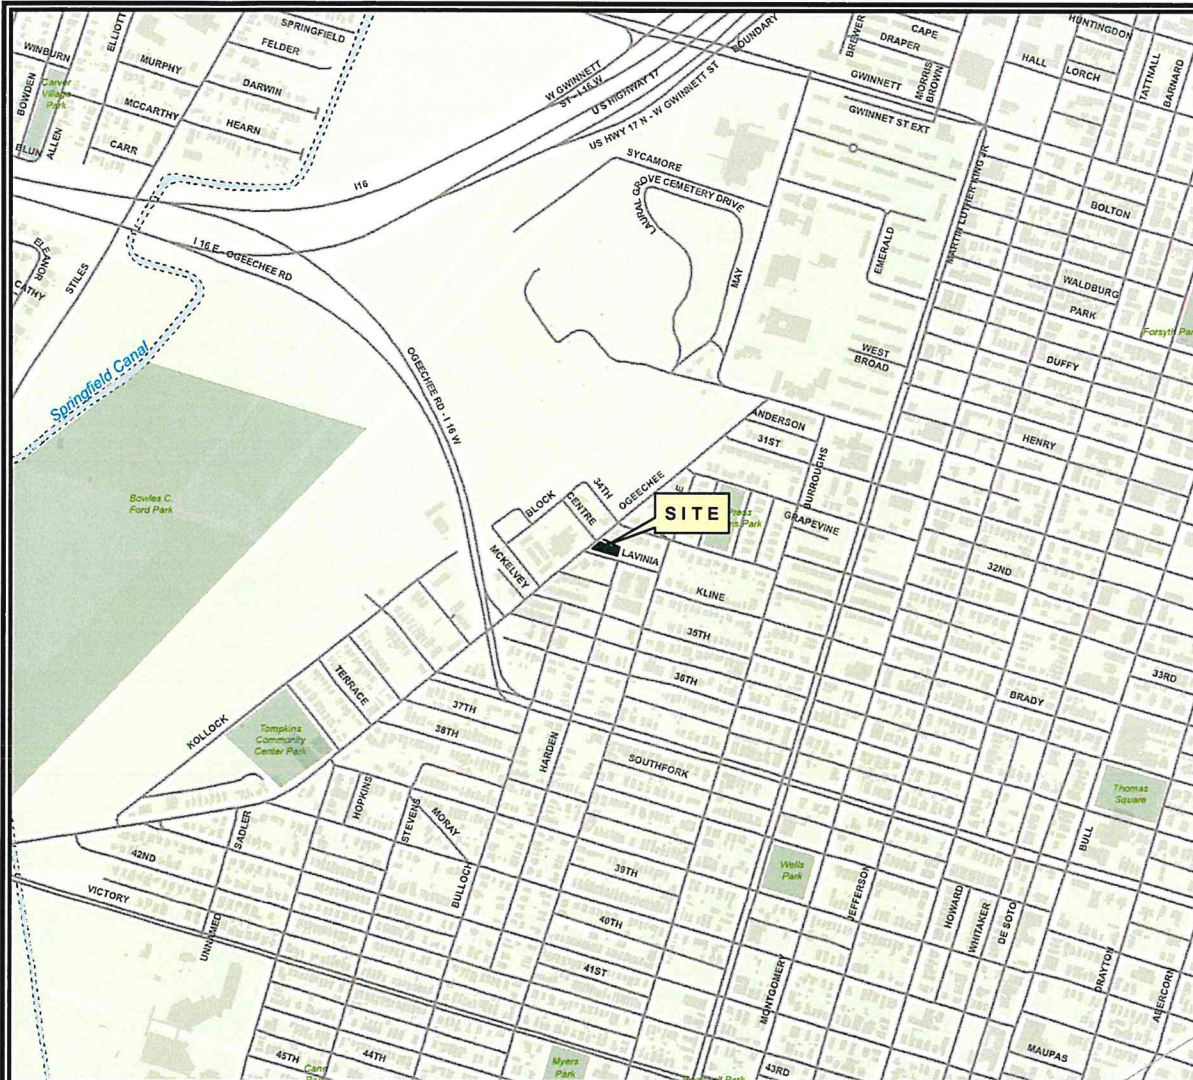 SPRINGFIELD
ELLIOTT
WINBURN
FELDER
BOWDEN
MURPHY
Carver
Village
Park
DARWIN
MCCARTHY
HEARN
ALLEN
BLUN
CARR
BREWER
CAPE
DRAPER
HUNTINGDON
BOUNDARY
W GWINNETT
ST - I-16 W
US HIGHWAY 17
US HWY 17 N - W GWINNETT ST
GWINNETT
MORRIS
BROWN
HALL
LORCH
TATTNALL
BARNARD
GWINNET ST EXT
SYCAMORE
LAURAL GROVE CEMETERY DRIVE
I16
MARTIN LUTHER KING JR
BOLTON
I 16 E - OGEECHEE RD
ELEANOR
CATHY
STILES
EMERALD
MAY
WALDBURG
PARK
Forsyth Par
Springfield Canal
OGEECHEE RD - I 16 W
WEST
BROAD
DUFFY
ANDERSON
31ST
HENRY
BURROUGHS
Bowles C.
Ford Park
34TH
OGEECHEE
BLOCK
CENTRE
E
SITE
ns Park
GRAPEVINE
MCKELVEY
LAVINIA
32ND
KLINE
35TH
36TH
33RD
BRADY
TERRACE
KOLLOCK
Tompkins
Community
Center Park
37TH
38TH
HARDEN
SOUTHFORK
Thomas
Square
HOPKINS
STEVENS
MORAY
SADLER
BULL
42ND
VICTORY
BULLOCH
39TH
Wells
Park
JEFFERSON
HOWARD
WHITAKER
DE SOTO
UNNAMED
40TH
41ST
MONTGOMERY
DRAYTON
ABERCORN
45TH
44TH
Myers
Park
43RD
MAUPAS